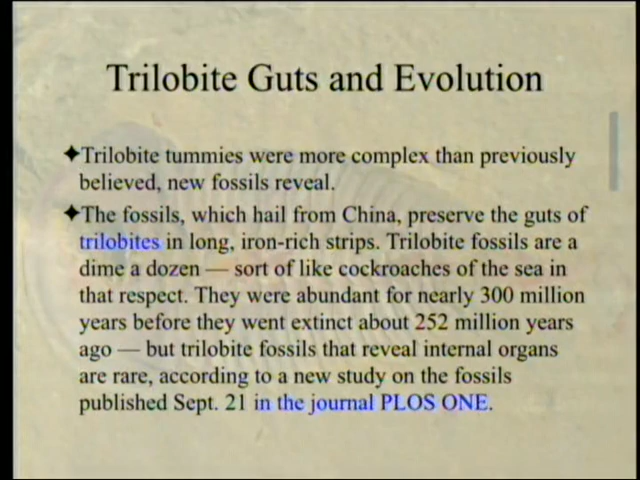 Trilobite Guts and Evolution
✦Trilobite tummies were more complex than previously
believed, new fossils reveal.
✦The fossils, which hail from China, preserve the guts of
trilobites in long, iron-rich strips. Trilobite fossils are a
dime a dozen — sort of like cockroaches of the sea in
that respect. They were abundant for nearly 300 million
years before they went extinct about 252 million years
ago — but trilobite fossils that reveal internal organs
are rare, according to a new study on the fossils
published Sept. 21 in the journal PLOS ONE.